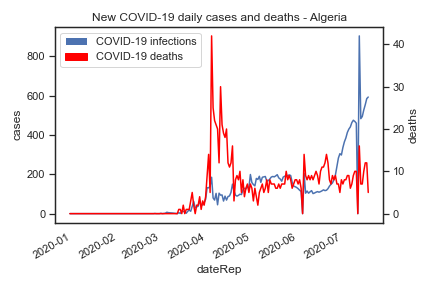 New COVID-19 daily cases and deaths - Algeria
COVID-19 infections
COVID-19 deaths
800
600
400
200
0
cases
40
30
20
10
0
deaths
2020-01
2020-02
2020-03
2020-04
2020-05
2020-06
2020-07
dateRep